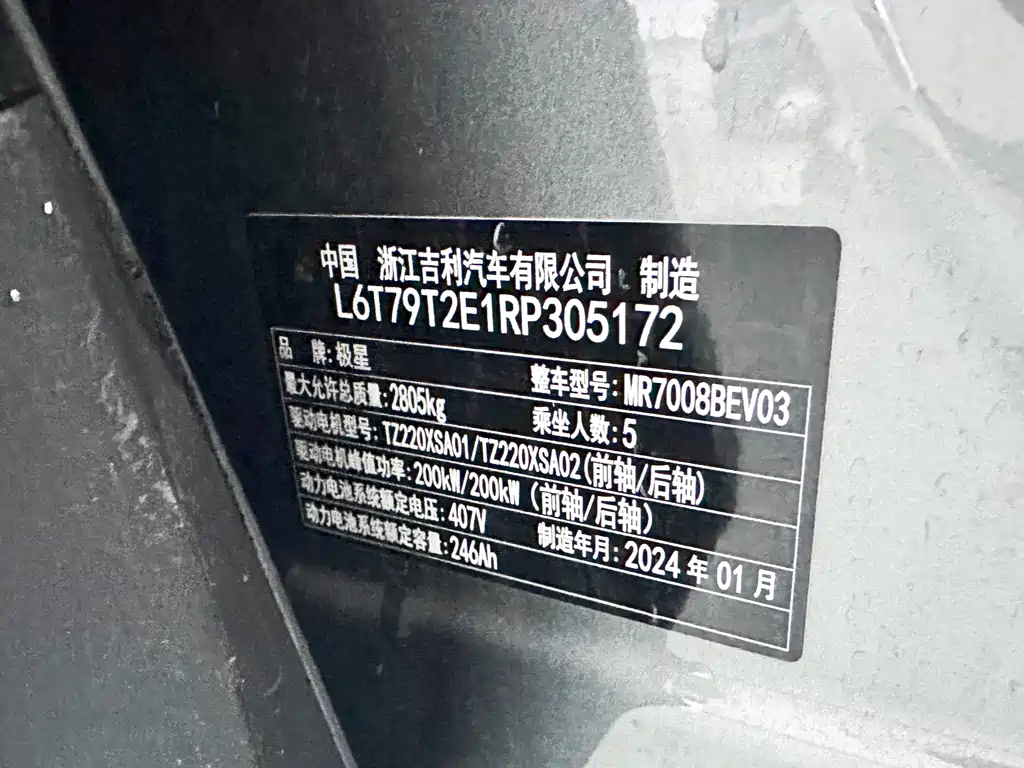 中国 浙江吉利汽车有限公司 制造
L6T79T2E1RP305172
品 牌:极星 整车型号:MR7008BEV03
最大允许总质量:2805kg 乘坐人数:5
驱动电机型号:TZ220XSA01/TZ220XSA02(前轴/后轴)
驱动电机峰值功率:200kW/200kW (前轴/后轴)
动力电池系统额定电压:407V 制造年月:2024年01月
动力电池系统额定容量:246Ah